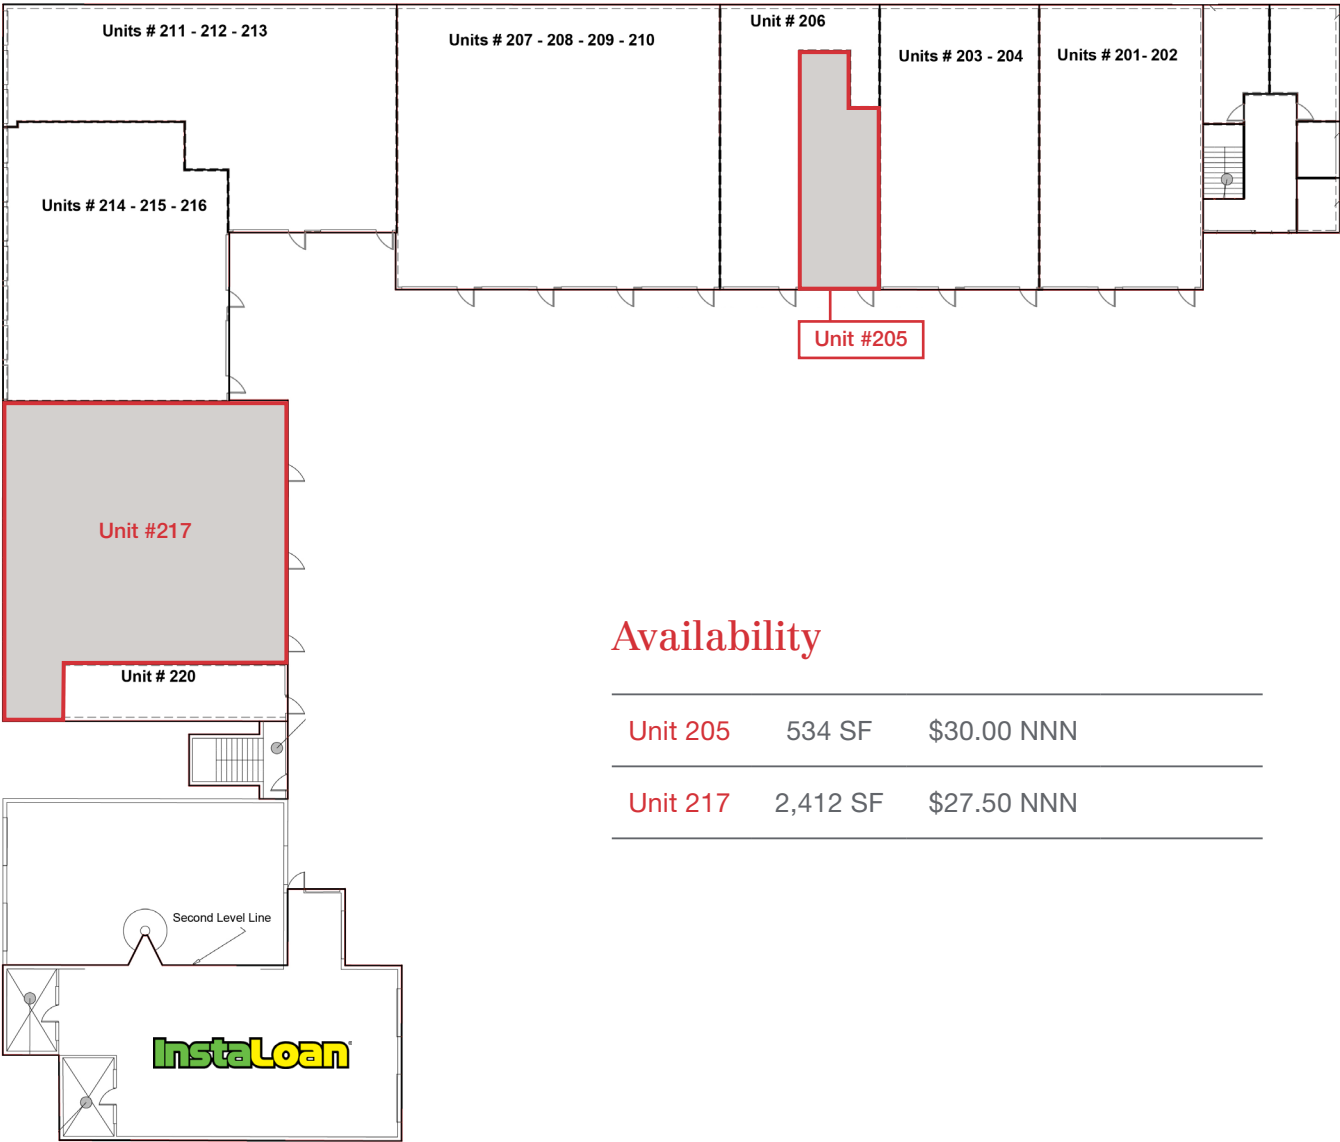 Units # 211 - 212 - 213
Units # 207 - 208 - 209 - 210
Unit # 206
Units # 203 - 204
Units # 201- 202
Units # 214 - 215 - 216
Unit #205
Unit #217
Unit # 220
Availability
Unit 205 534 SF $30.00 NNN
Unit 217 2,412 SF $27.50 NNN
Second Level Line
InstaLoan